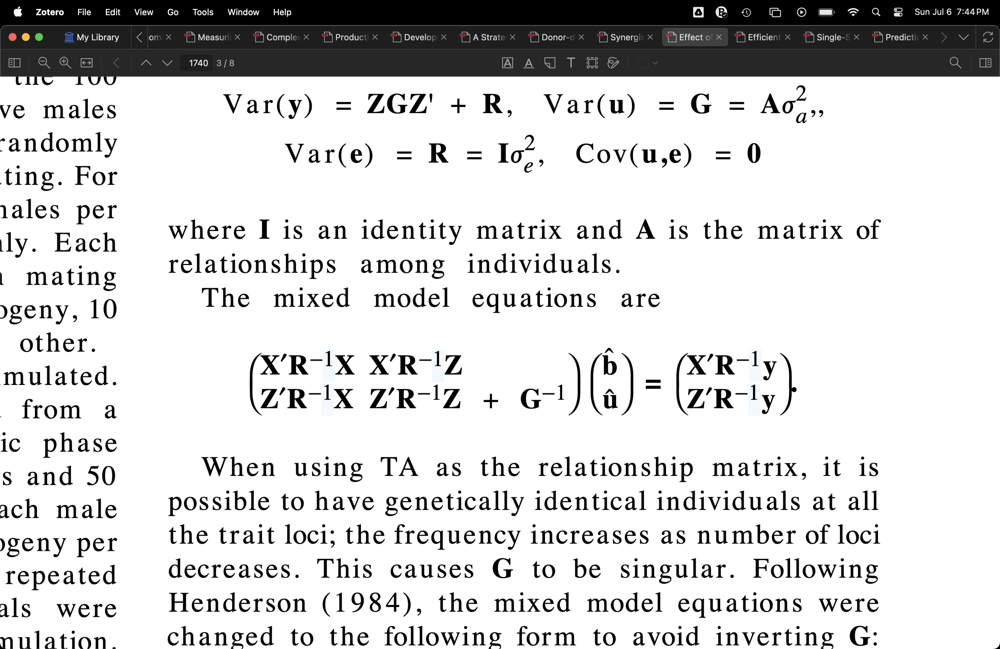 Zotero File Edit View Go Tools Window Help Sun Jul 6 7:44 PM
My Library omi Measuri Complex Producti Develop A Strate Donor-d Synergis Effect of Efficient Single-S Predictic
1740 3 / 8
the 100
ve males
randomly
ting. For
nales per
nly. Each
mating
ogeny, 10
other.
mulated.
from a
ic phase
s and 50
ach male
ogeny per
repeated
als were
mulation.
Var(y) = ZGZ' + R, Var(u) = G = Aσ²ₐ,,
Var(e) = R = Iσ²ₑ, Cov(u,e) = 0
where I is an identity matrix and A is the matrix of
relationships among individuals.
The mixed model equations are
(X′R⁻¹X X′R⁻¹Z) (b̂) = (X′R⁻¹y)
(Z′R⁻¹X Z′R⁻¹Z + G⁻¹) (û) (Z′R⁻¹y).
When using TA as the relationship matrix, it is
possible to have genetically identical individuals at all
the trait loci; the frequency increases as number of loci
decreases. This causes G to be singular. Following
Henderson (1984), the mixed model equations were
changed to the following form to avoid inverting G: